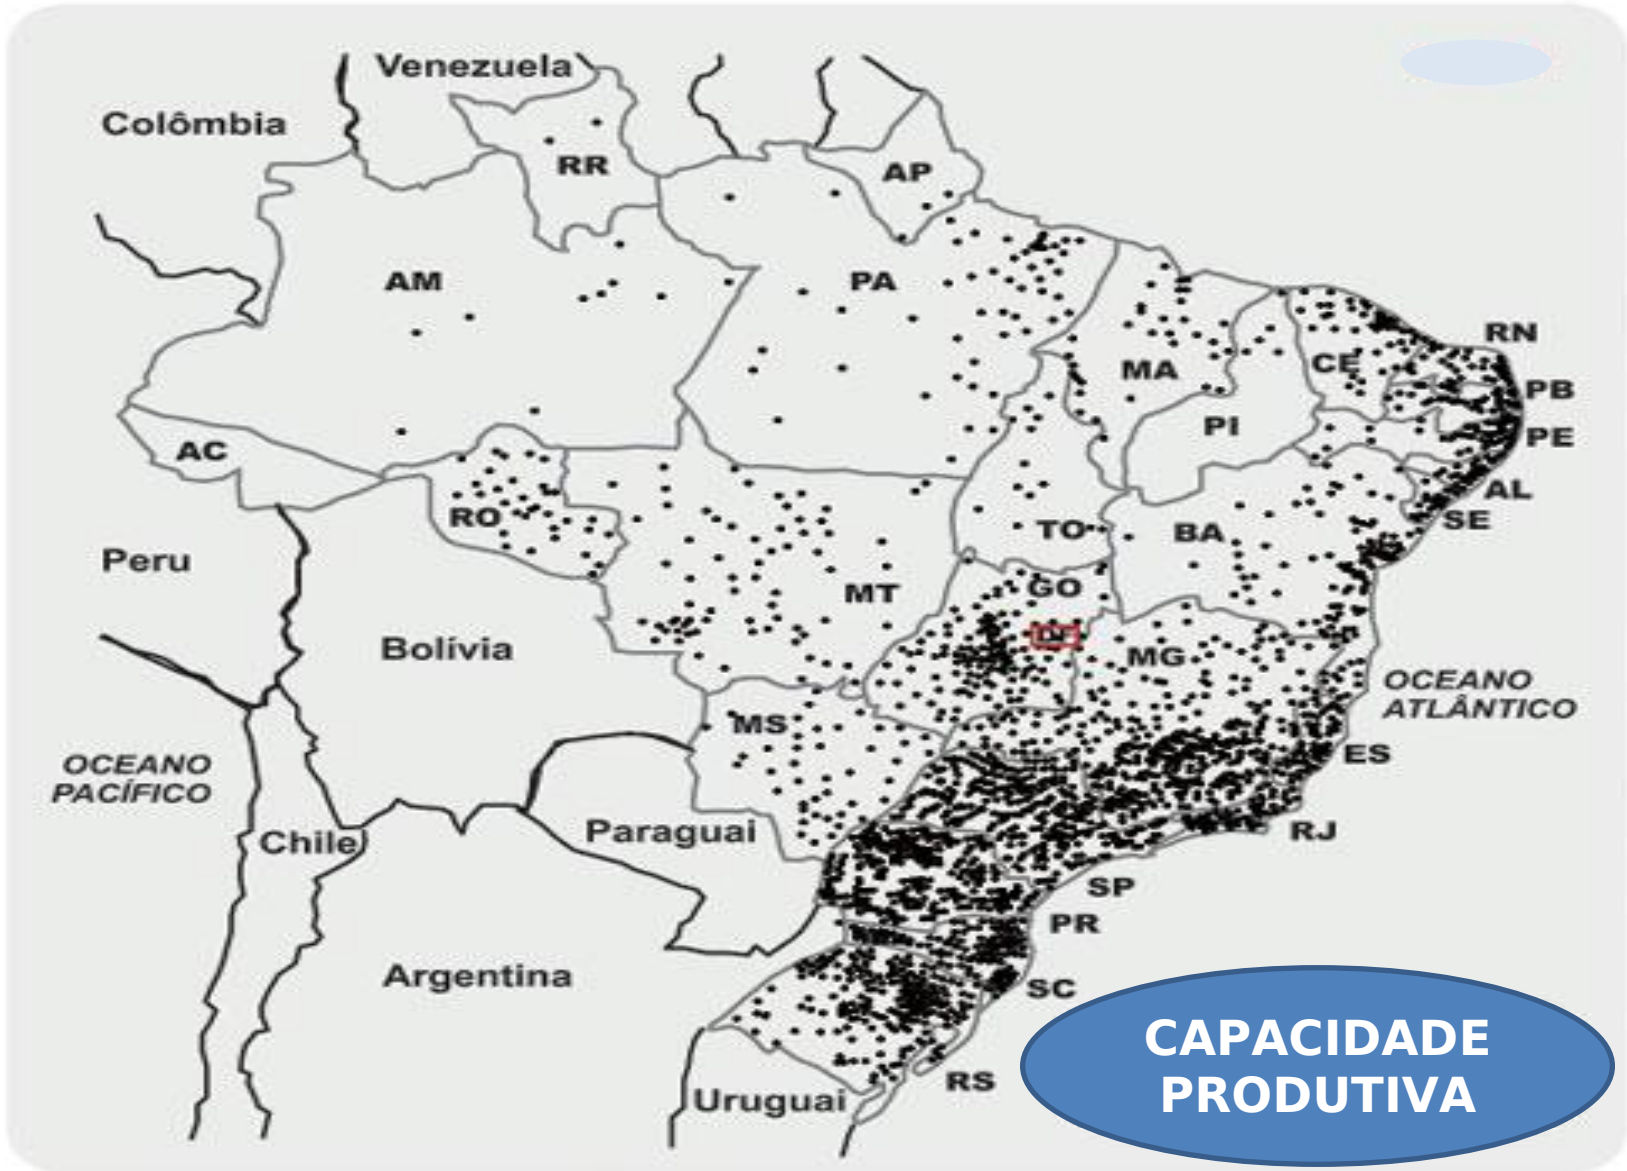 Venezuela
Colômbia
RR
AP
AM
PA
RN
CE
MA
PB
PI
PE
AC
AL
RO
SE
TO
BA
Peru
GO
MT
DF
Bolívia
MG
OCEANO
ATLÂNTICO
MS
ES
OCEANO
PACÍFICO
Paraguai
RJ
Chile
SP
PR
Argentina
SC
CAPACIDADE
PRODUTIVA
RS
Uruguai